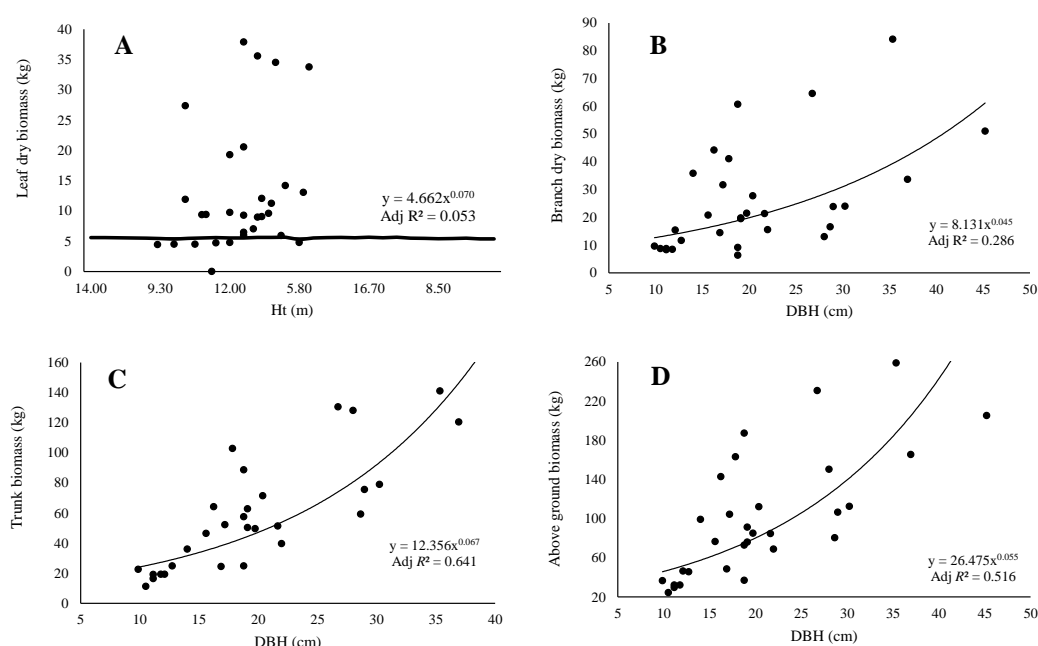 A
Leaf dry biomass (kg)
40
35
30
25
20
15
10
5
0
y = 4.662x^0.070
Adj R² = 0.053
14.00 9.30 12.00 5.80 16.70 8.50
Ht (m)
B
Branch dry biomass (kg)
90
80
70
60
50
40
30
20
10
0
y = 8.131x^0.045
Adj R² = 0.286
5 10 15 20 25 30 35 40 45 50
DBH (cm)
C
Trunk biomass (kg)
160
140
120
100
80
60
40
20
0
y = 12.356x^0.067
Adj R² = 0.641
5 10 15 20 25 30 35 40
DBH (cm)
D
Above ground biomass (kg)
260
220
180
140
100
60
20
y = 26.475x^0.055
Adj R² = 0.516
5 10 15 20 25 30 35 40 45 50
DBH (cm)